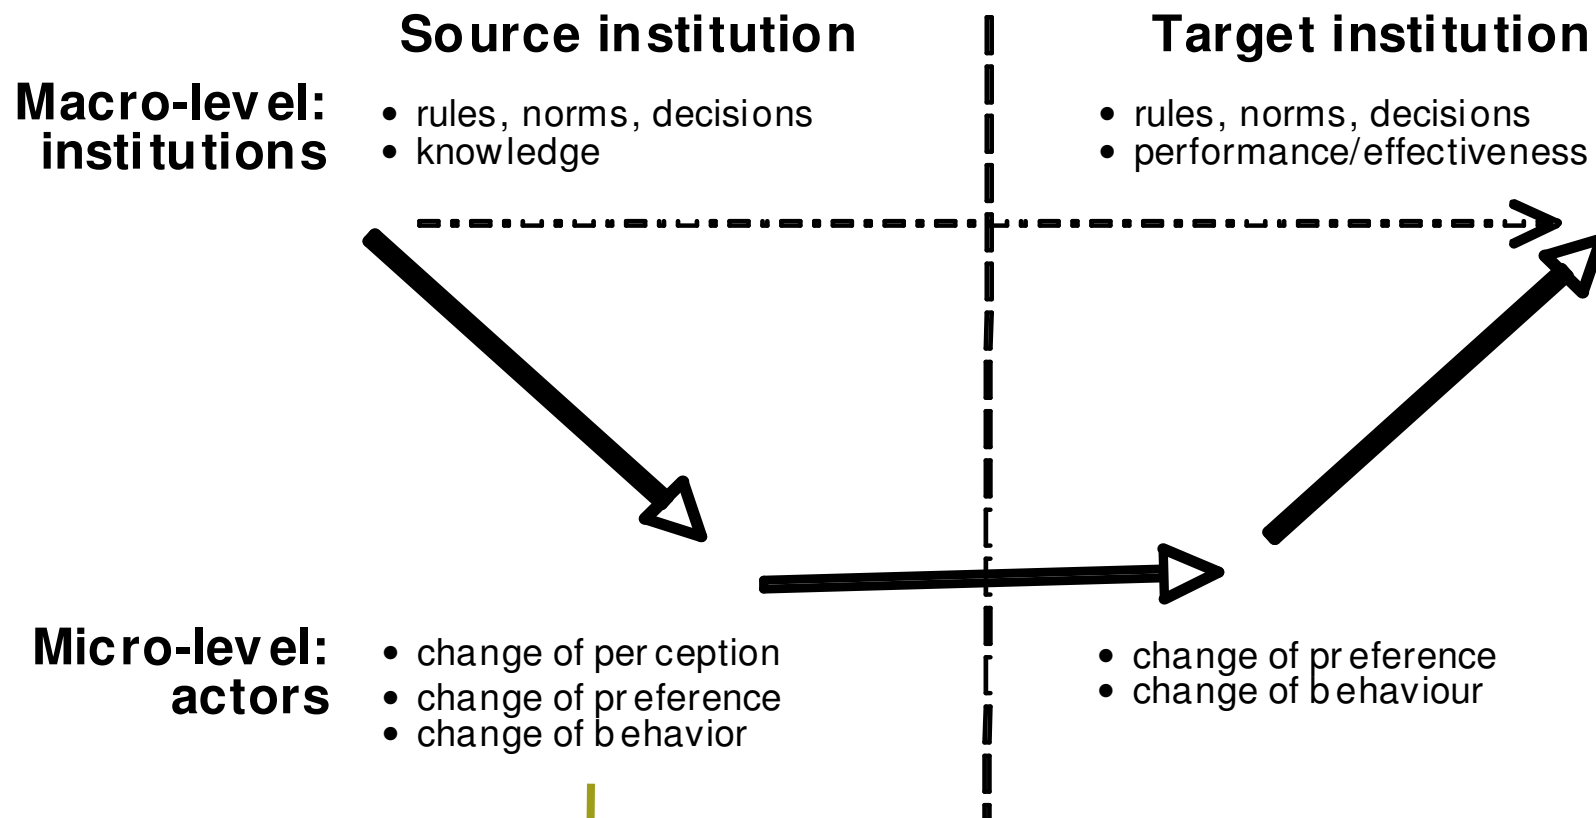 Source institution
Target institution
Macro-level:
institutions
• rules, norms, decisions
• knowledge
• rules, norms, decisions
• performance/effectiveness
Micro-level:
actors
• change of perception
• change of preference
• change of behavior
• change of preference
• change of behaviour